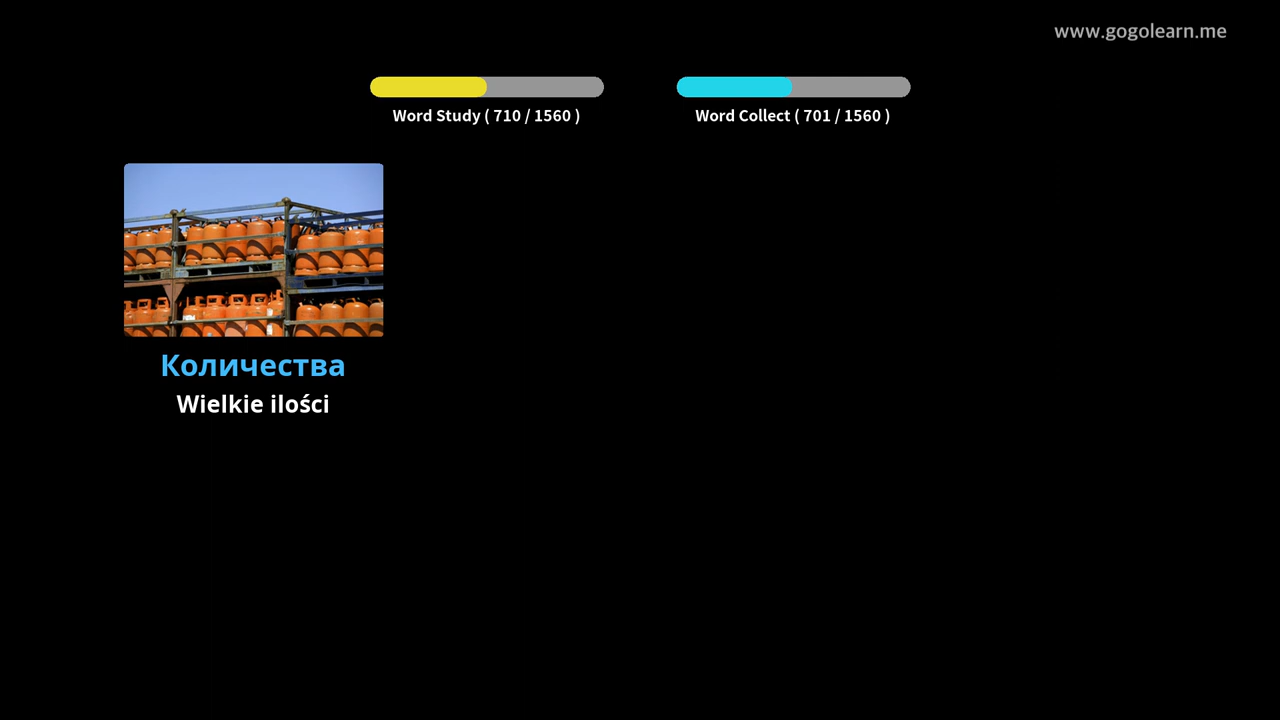 www.gogolearn.me
Word Study ( 710 / 1560 )
Word Collect ( 701 / 1560 )
Количества
Wielkie ilości